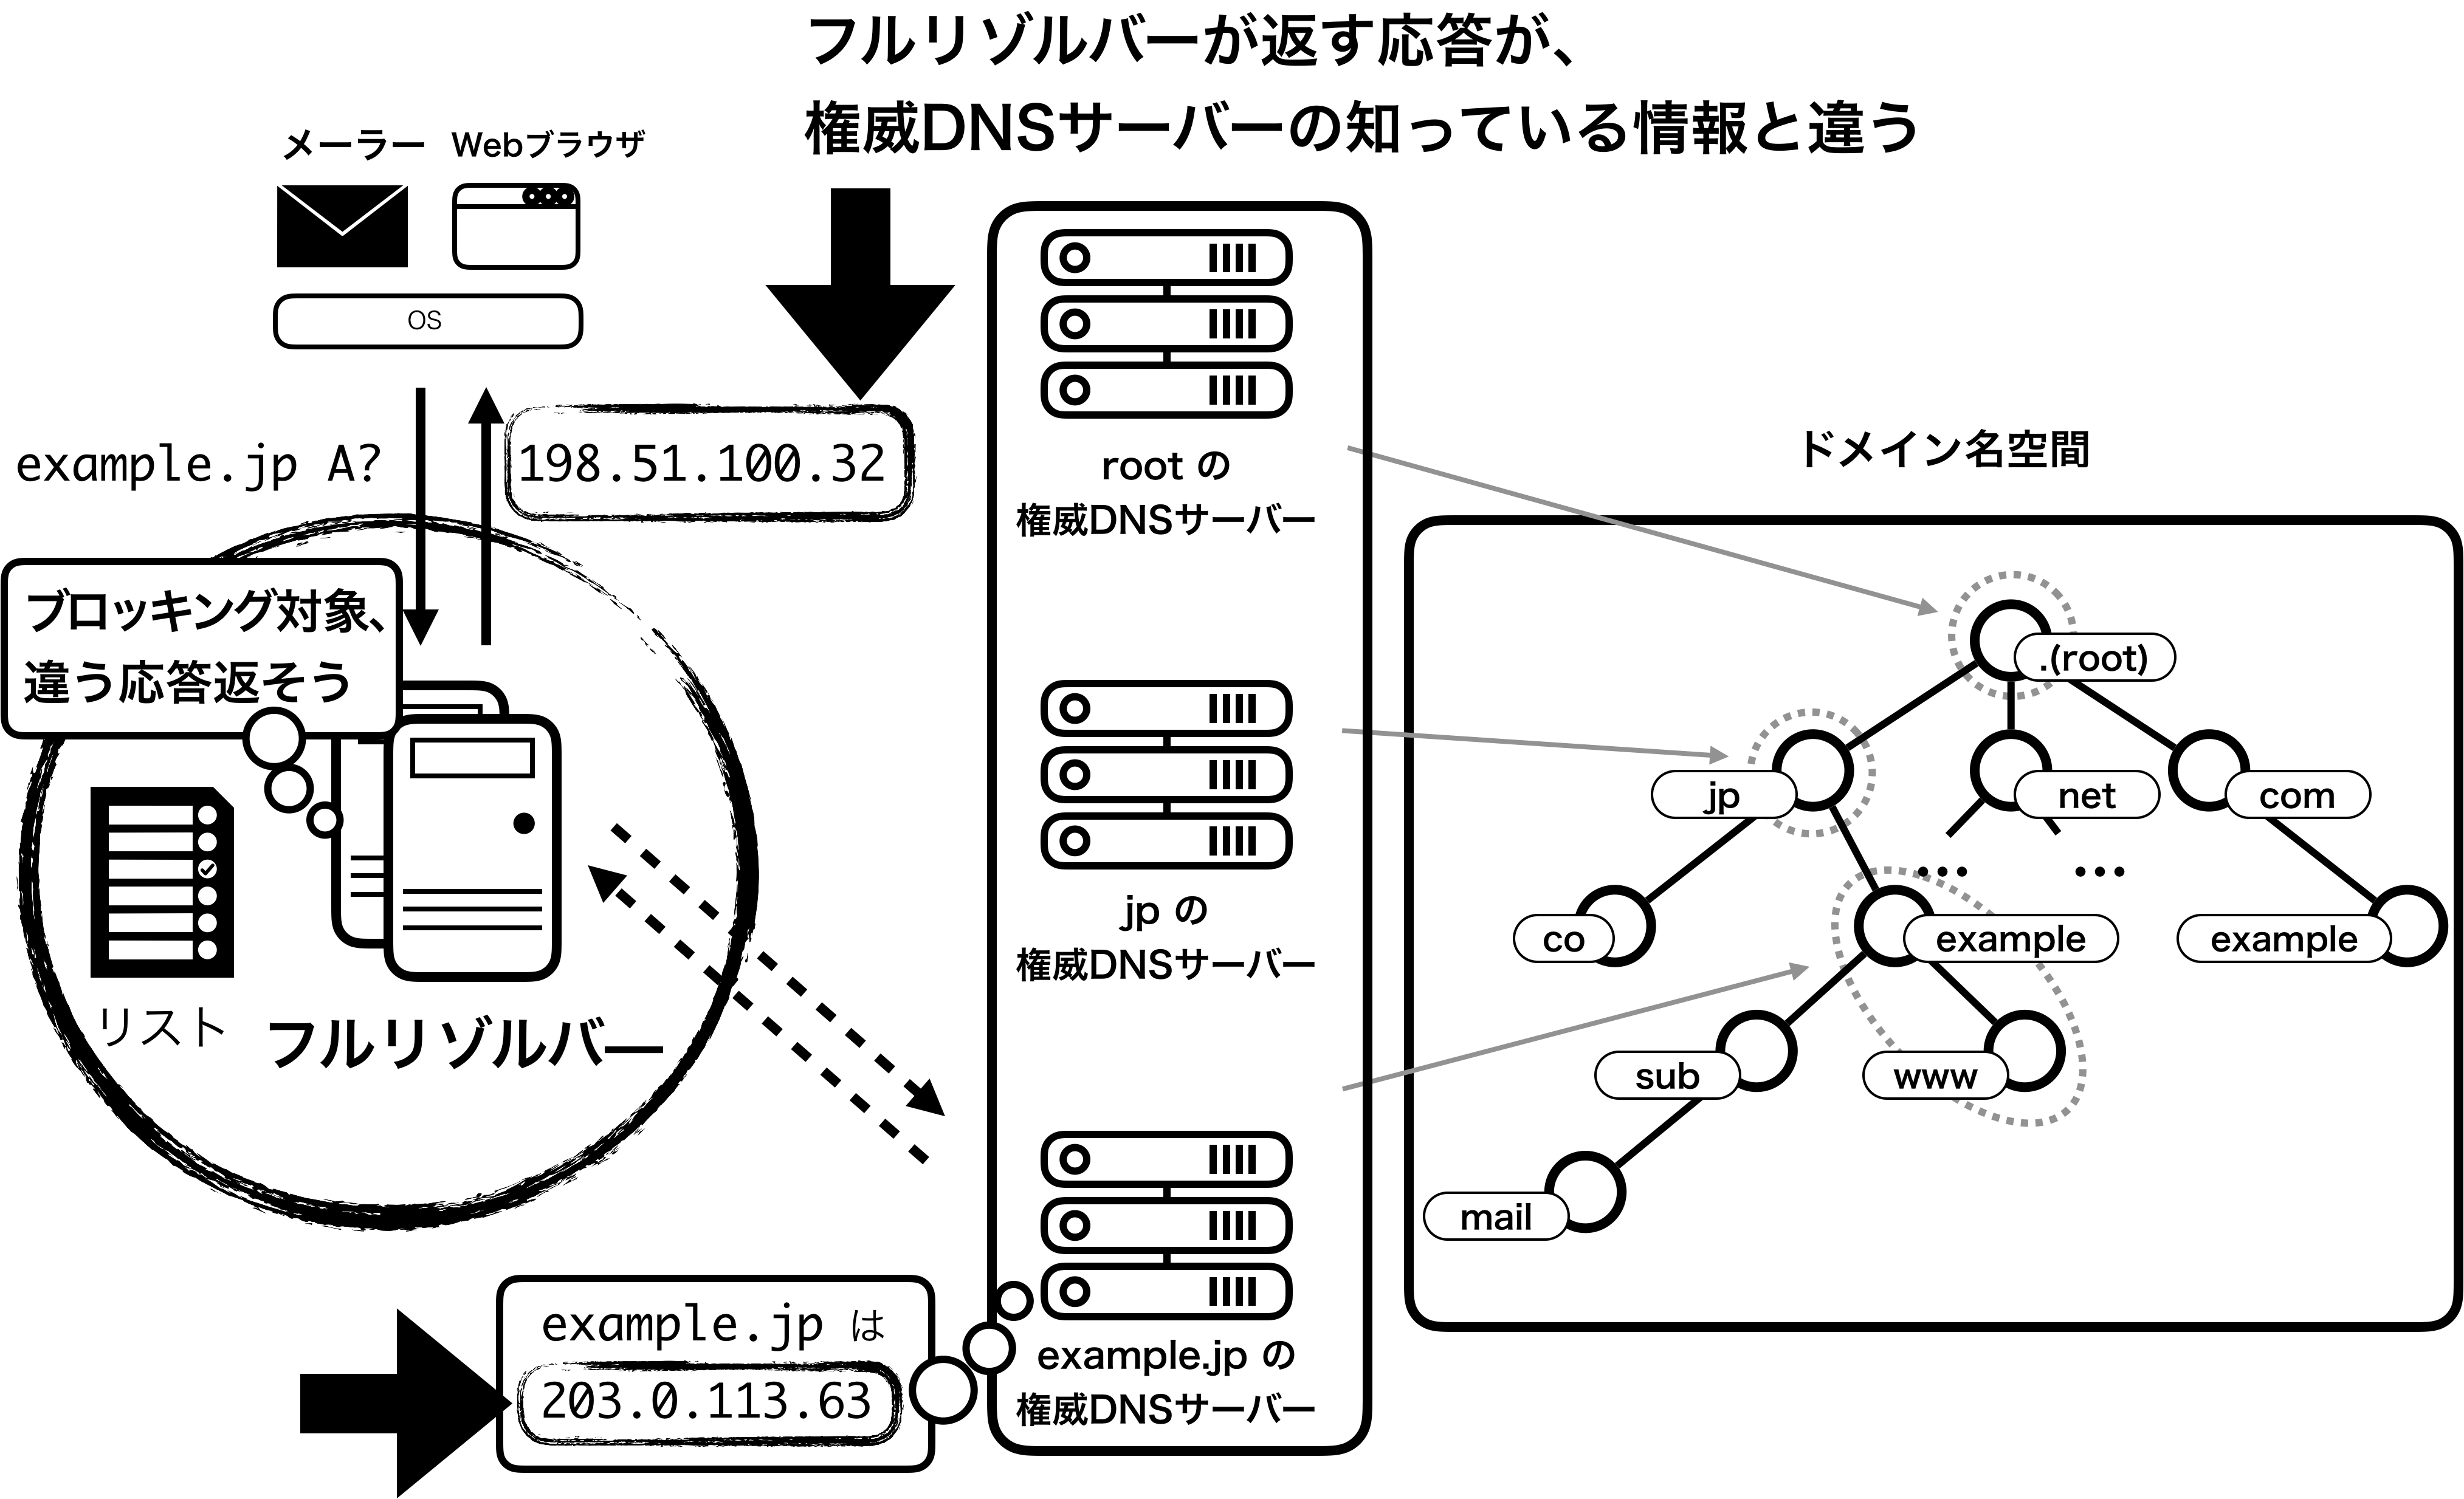 フルリゾルバーが返す応答が、
権威DNSサーバーの知っている情報と違う
メーラー
Webブラウザ
OS
example.jp A?
198.51.100.32
ブロッキング対象、
違う応答返そう
リスト
フルリゾルバー
example.jp は
203.0.113.63
root の
権威DNSサーバー
jp の
権威DNSサーバー
example.jp の
権威DNSサーバー
ドメイン名空間
.(root)
jp
net
com
•••
•••
co
example
example
sub
www
mail